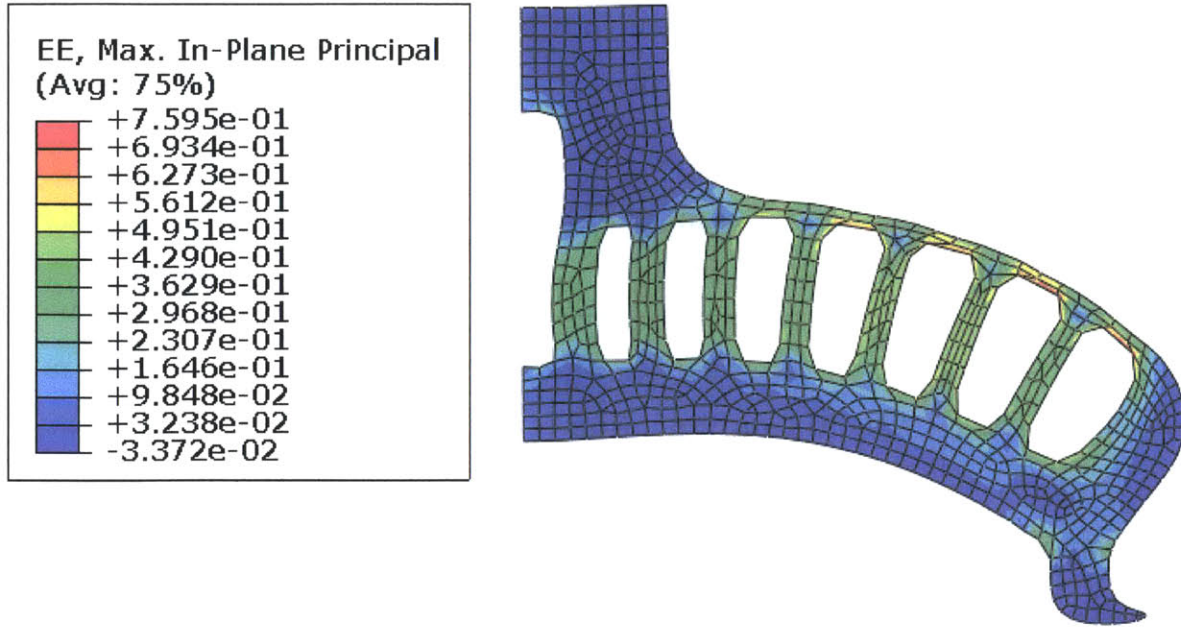 EE, Max. In-Plane Principal
(Avg: 75%)
+7.595e-01
+6.934e-01
+6.273e-01
+5.612e-01
+4.951e-01
+4.290e-01
+3.629e-01
+2.968e-01
+2.307e-01
+1.646e-01
+9.848e-02
+3.238e-02
-3.372e-02